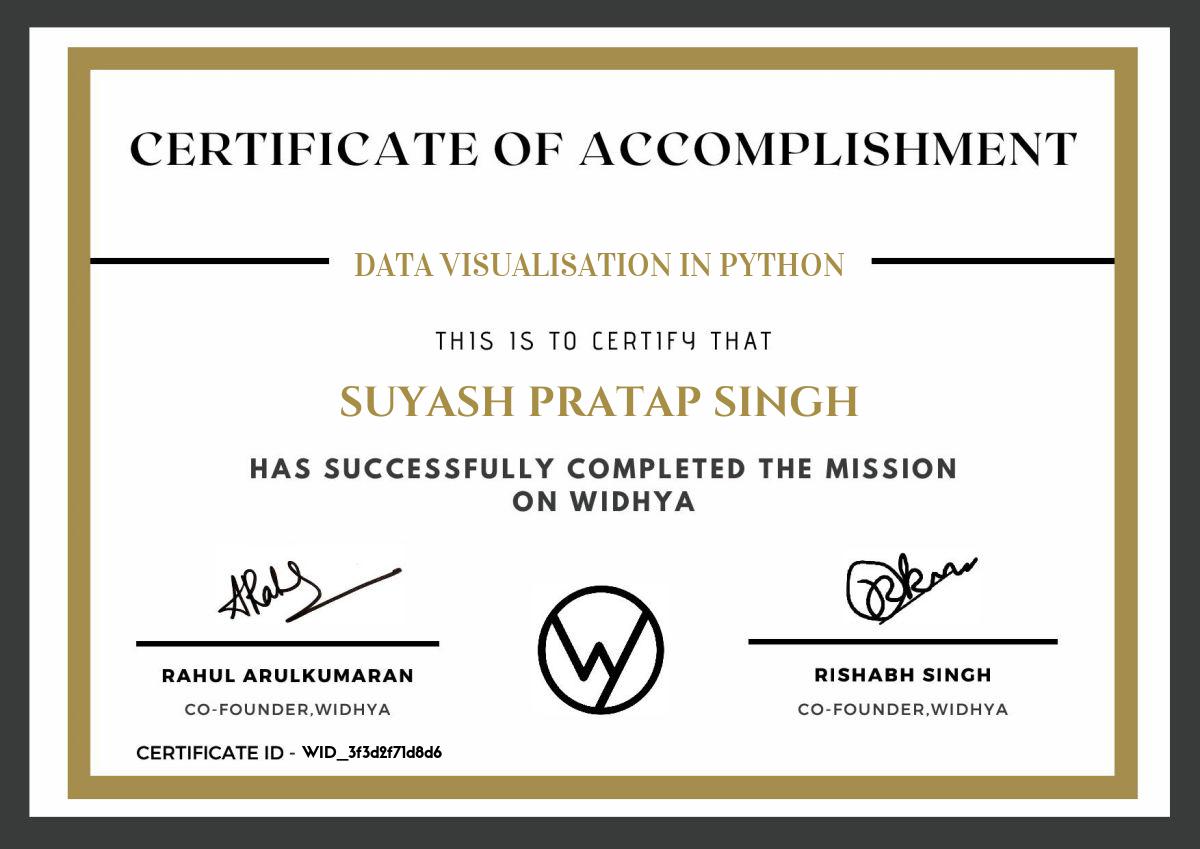 CERTIFICATE OF ACCOMPLISHMENT
DATA VISUALISATION IN PYTHON
THIS IS TO CERTIFY THAT
SUYASH PRATAP SINGH
HAS SUCCESSFULLY COMPLETED THE MISSION
ON WIDHYA
RAHUL ARULKUMARAN
CO-FOUNDER,WIDHYA
RISHABH SINGH
CO-FOUNDER,WIDHYA
CERTIFICATE ID - WID_3f3d2f71d8d6